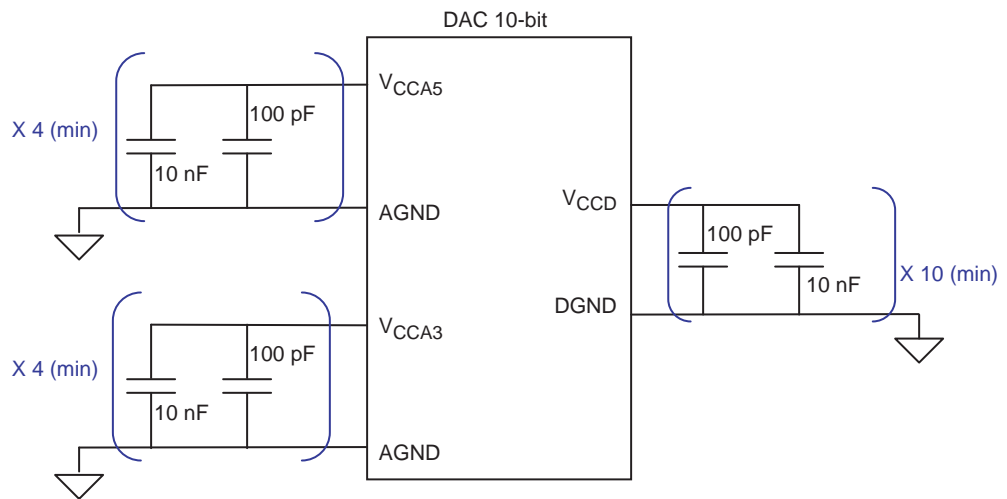 DAC 10-bit
VCCA5
100 pF
X 4 (min)
10 nF
AGND
VCCD
100 pF
X 10 (min)
10 nF
DGND
VCCA3
100 pF
X 4 (min)
10 nF
AGND